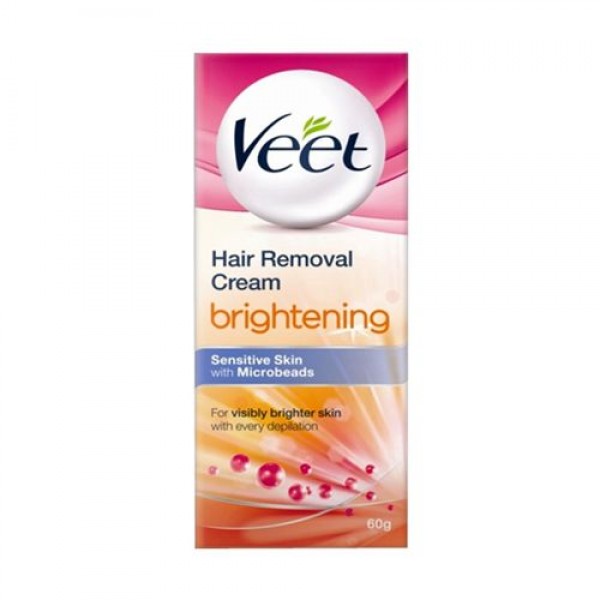 Veet
Hair Removal
Cream
brightening
Sensitive Skin
with Microbeads
For visibly brighter skin
with every depilation
60g